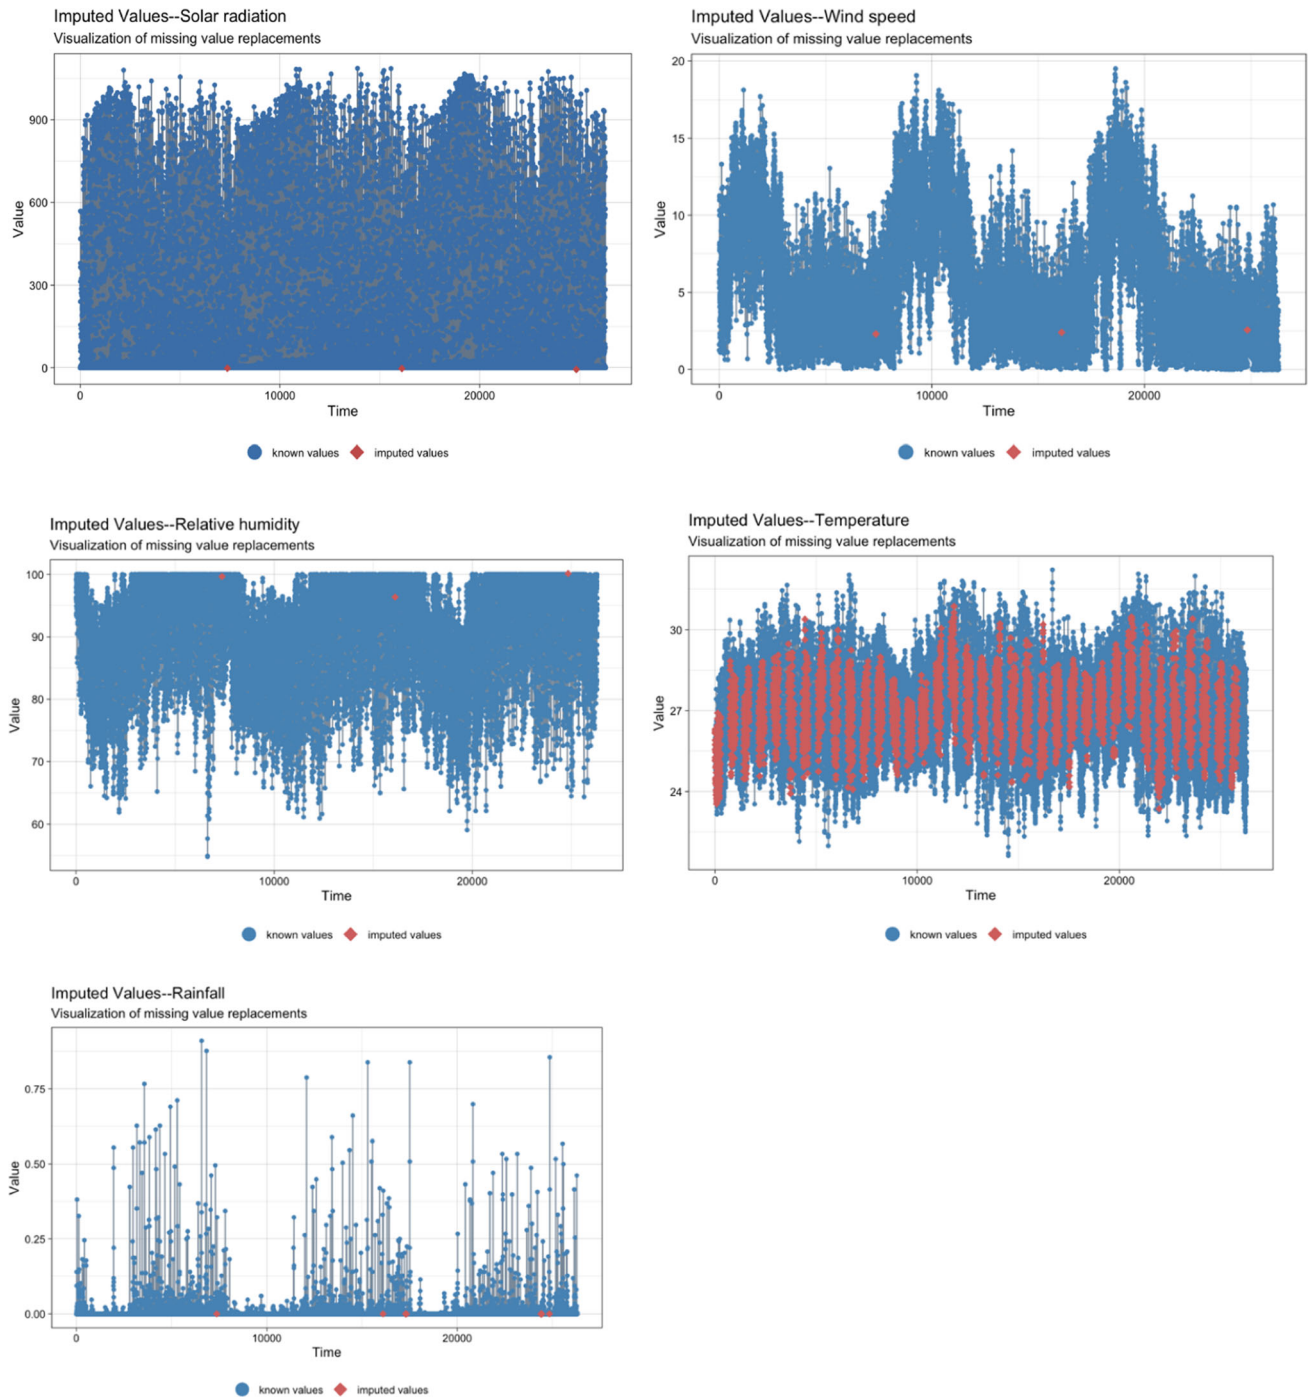 Imputed Values--Solar radiation
Visualization of missing value replacements
900
600
300
0
Value
0 10000 20000
Time
known values imputed values
Imputed Values--Wind speed
Visualization of missing value replacements
20
15
10
5
0
Value
0 10000 20000
Time
known values imputed values
Imputed Values--Relative humidity
Visualization of missing value replacements
100
90
80
70
60
Value
0 10000 20000
Time
known values imputed values
Imputed Values--Temperature
Visualization of missing value replacements
30
27
24
Value
0 10000 20000
Time
known values imputed values
Imputed Values--Rainfall
Visualization of missing value replacements
0.75
0.50
0.25
0.00
Value
0 10000 20000
Time
known values imputed values